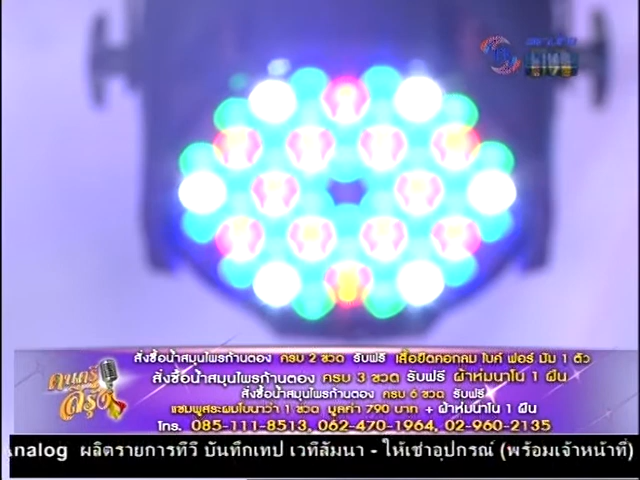 สั่งซื้อน้ำสมุนไพรก้านตอง ครบ 2 ขวด รับฟรี เสื้อยืดคอกลม ไบค์ ฟอร์ มัม 1 ตัว
สั่งซื้อน้ำสมุนไพรก้านตอง ครบ 3 ขวด รับฟรี ผ้าห่มนาโน 1 ผืน
สั่งซื้อน้ำสมุนไพรก้านตอง ครบ 6 ขวด รับฟรี
แชมพูสระผมโบนาว่า 1 ขวด มูลค่า 790 บาท + ผ้าห่มนาโน 1 ผืน
โทร. 085-111-8513, 062-470-1964, 02-960-2135
ดนตรี
สีรุ้ง
Analog ผลิตรายการทีวี บันทึกเทป เวทีสัมนา - ให้เช่าอุปกรณ์ (พร้อมเจ้าหน้าที่)